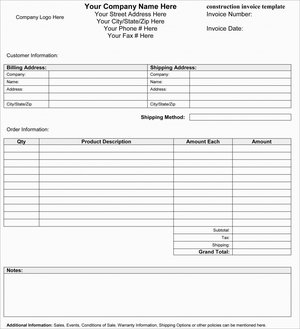 Your Company Name Here
construction invoice template
Company Logo Here
Your Street Address Here
Invoice Number:
Your City/State/Zip Here
Your Phone # Here
Invoice Date:
Your Fax # Here
Customer Information:
Billing Address: Shipping Address:
Company: Company:
Name: Name:
Address: Address:
City/State/Zip City/State/Zip
Shipping Method:
Order Information:
Qty Product Description Amount Each Amount
Subtotal:
Tax:
Shipping:
Grand Total:
Notes:
Additional Information: Sales, Events, Conditions of Sale, Warranty Information, Shipping Options or other policies can be mentioned here.